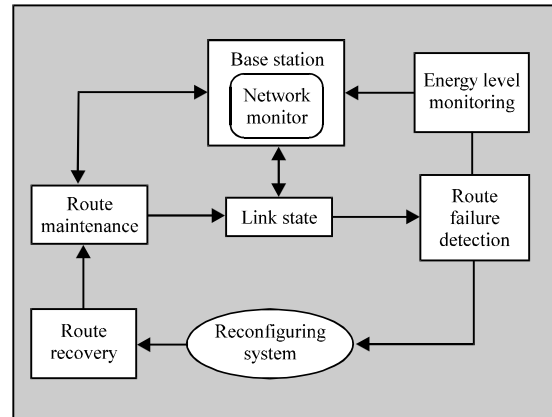 Base station
Network
monitor
Energy level
monitoring
Route
maintenance
Link state
Route
failure
detection
Route
recovery
Reconfiguring
system